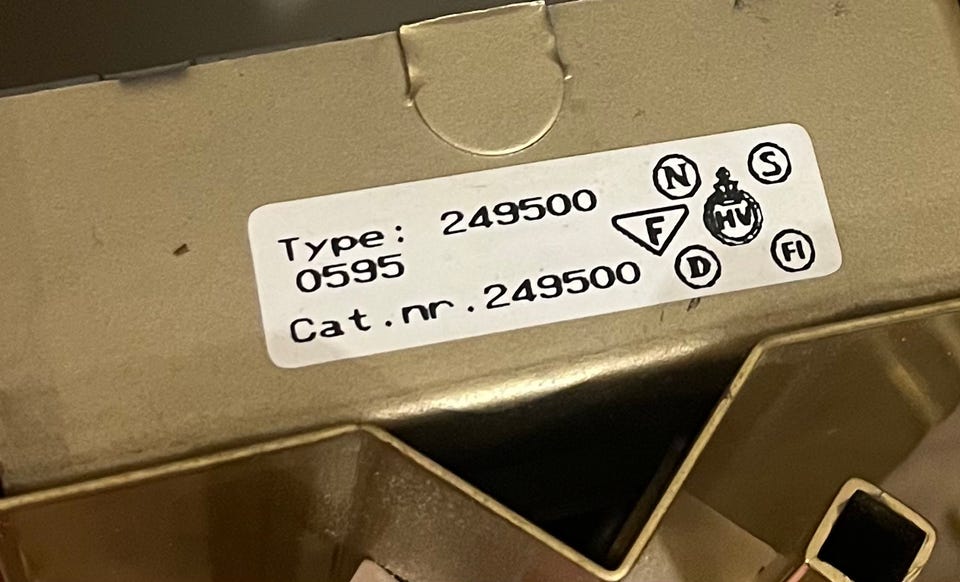 Type: 249500
0595
Cat.nr.249500
N
S
F
HV
D
FI